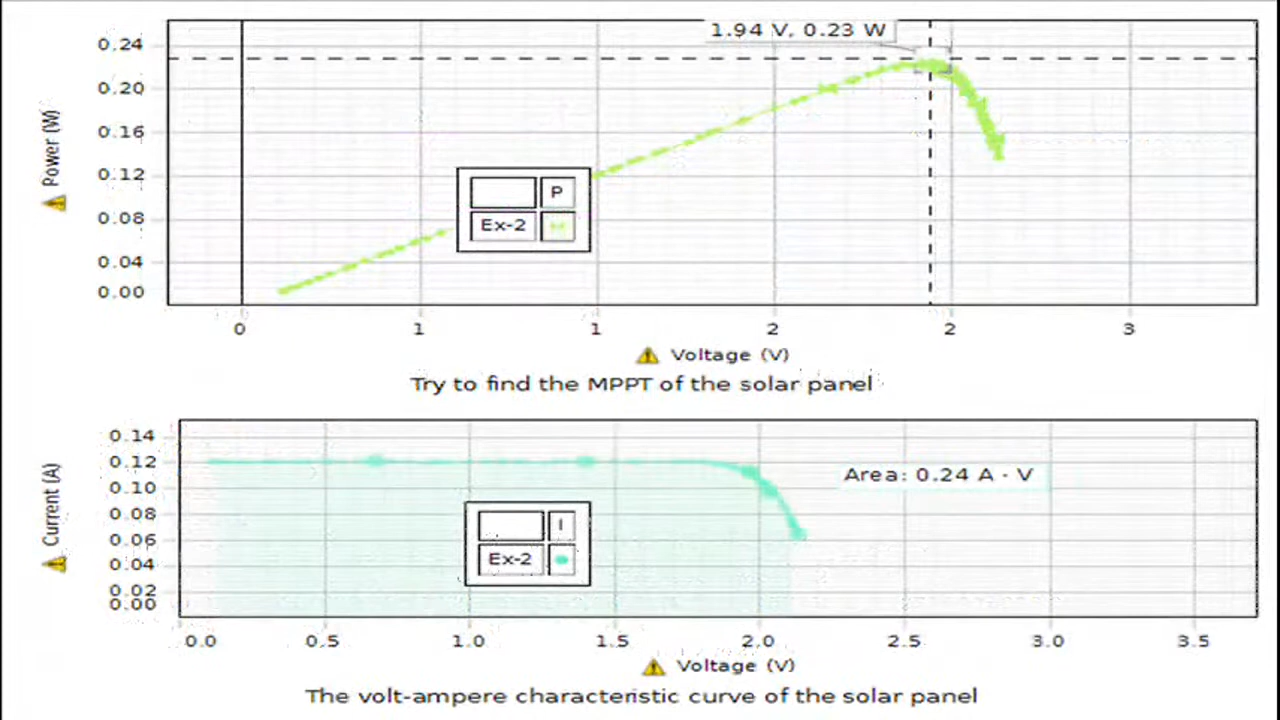 1.94 V, 0.23 W
0.24
0.20
0.16
0.12
0.08
0.04
0.00
Power (W)
P
Ex-2
0 1 1 2 2 3
Voltage (V)
Try to find the MPPT of the solar panel
0.14
0.12
0.10
0.08
0.06
0.04
0.02
0.00
Current (A)
Area: 0.24 A · V
I
Ex-2
0.0 0.5 1.0 1.5 2.0 2.5 3.0 3.5
Voltage (V)
The volt-ampere characteristic curve of the solar panel